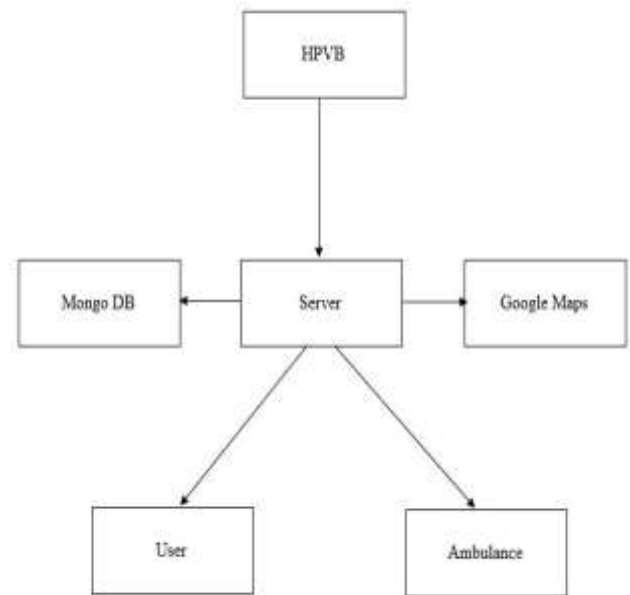 HPVB
Mongo DB
Server
Google Maps
User
Ambulance